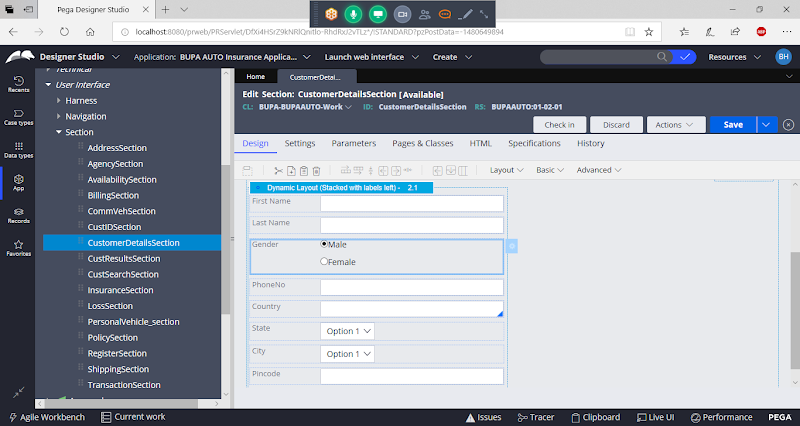 Pega Designer Studio
localhost:8080/prweb/PRServlet/DfXi4HSrZ9kNRlQnitlo-RhdRxJ2vTLz*/!STANDARD?pzPostData=-1480649894
Designer Studio
Application: BUPA AUTO Insurance Applica...
Launch web interface
Create
Resources
BH
Recents
Case types
Data types
App
Records
Favorites
Technical
User Interface
Harness
Navigation
Section
AddressSection
AgencySection
AvailabilitySection
BillingSection
CommVehSection
CustIDSection
CustomerDetailsSection
CustResultsSection
CustSearchSection
InsuranceSection
LossSection
PersonalVehicle_section
PolicySection
RegisterSection
ShippingSection
TransactionSection
Home
CustomerDetai...
Edit Section: CustomerDetailsSection [Available]
CL: BUPA-BUPAAUTO-Work ID: CustomerDetailsSection RS: BUPAAUTO:01-02-01
Check in
Discard
Actions
Save
Design
Settings
Parameters
Pages & Classes
HTML
Specifications
History
Layout
Basic
Advanced
Dynamic Layout (Stacked with labels left) - 2.1
First Name
Last Name
Gender
Male
Female
PhoneNo
Country
State
Option 1
City
Option 1
Pincode
Agile Workbench
Current work
Issues
Tracer
Clipboard
Live UI
Performance
PEGA